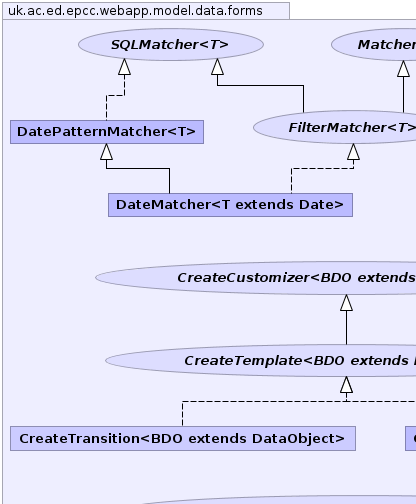 uk.ac.ed.epcc.webapp.model.data.forms
SQLMatcher<T>
Matcher
DatePatternMatcher<T>
FilterMatcher<T>
DateMatcher<T extends Date>
CreateCustomizer<BDO extends
CreateTemplate<BDO extends
CreateTransition<BDO extends DataObject>